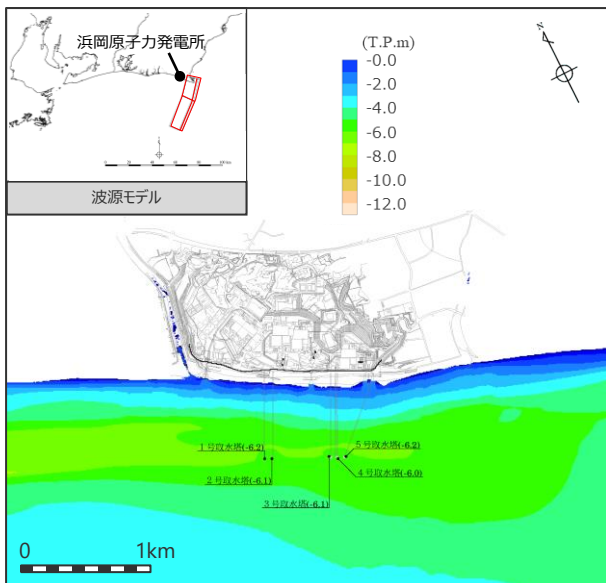 浜岡原子力発電所
波源モデル
(T.P.m)
-0.0
-2.0
-4.0
-6.0
-8.0
-10.0
-12.0
N
1号取水塔(-6.2)
2号取水塔(-6.1)
3号取水塔(-6.1)
5号取水塔(-6.2)
4号取水塔(-6.0)
0 1km